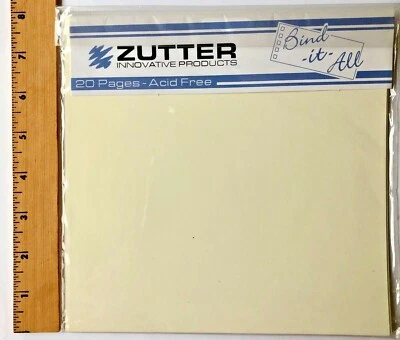 ZUTTER
INNOVATIVE PRODUCTS
Bind
-it-
All
20 Pages - Acid Free
8
7
6
5
4
3
2
1